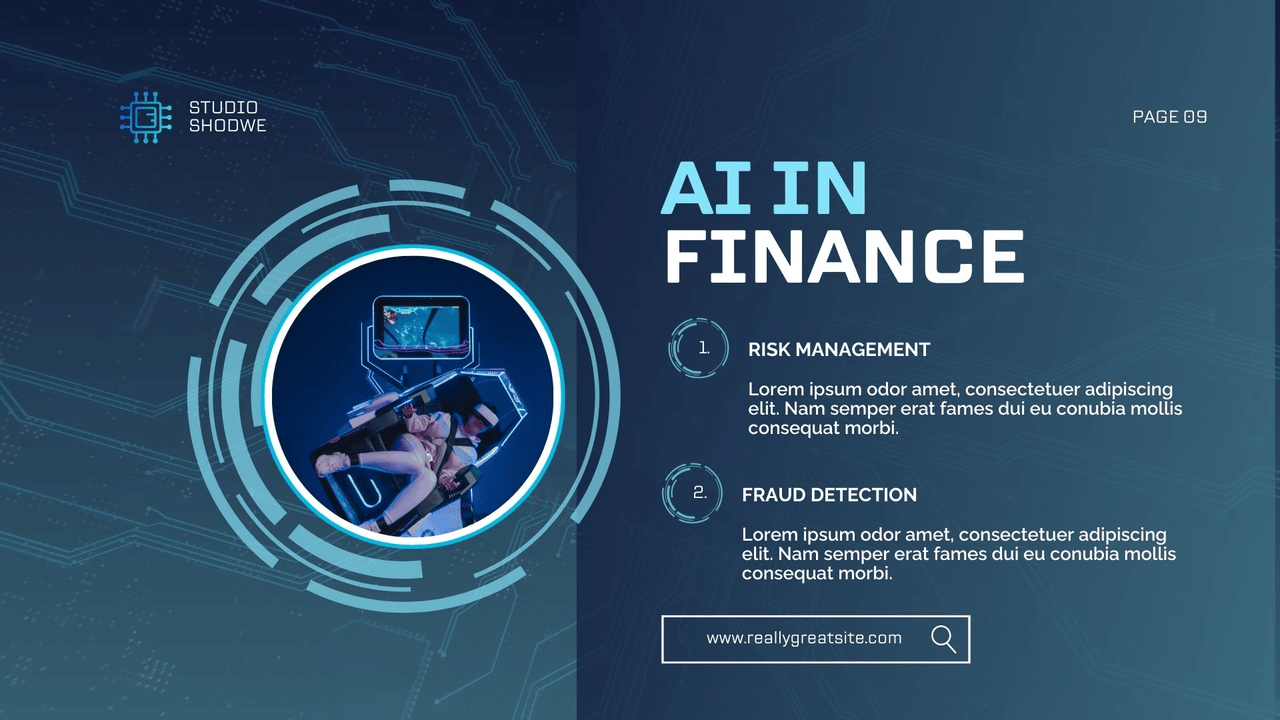 STUDIO
SHODWE
PAGE 09
AI IN
FINANCE
1.
RISK MANAGEMENT
Lorem ipsum odor amet, consectetuer adipiscing
elit. Nam semper erat fames dui eu conubia mollis
consequat morbi.
2.
FRAUD DETECTION
Lorem ipsum odor amet, consectetuer adipiscing
elit. Nam semper erat fames dui eu conubia mollis
consequat morbi.
www.reallygreatsite.com